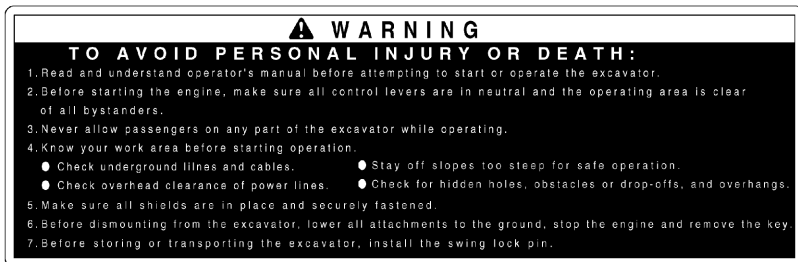 WARNING
TO AVOID PERSONAL INJURY OR DEATH:
1. Read and understand operator's manual before attempting to start or operate the excavator.
2. Before starting the engine, make sure all control levers are in neutral and the operating area is clear
of all bystanders.
3. Never allow passengers on any part of the excavator while operating.
4. Know your work area before starting operation.
● Check underground lilnes and cables. ● Stay off slopes too steep for safe operation.
● Check overhead clearance of power lines. ● Check for hidden holes, obstacles or drop-offs, and overhangs.
5. Make sure all shields are in place and securely fastened.
6. Before dismounting from the excavator, lower all attachments to the ground, stop the engine and remove the key.
7. Before storing or transporting the excavator, install the swing lock pin.